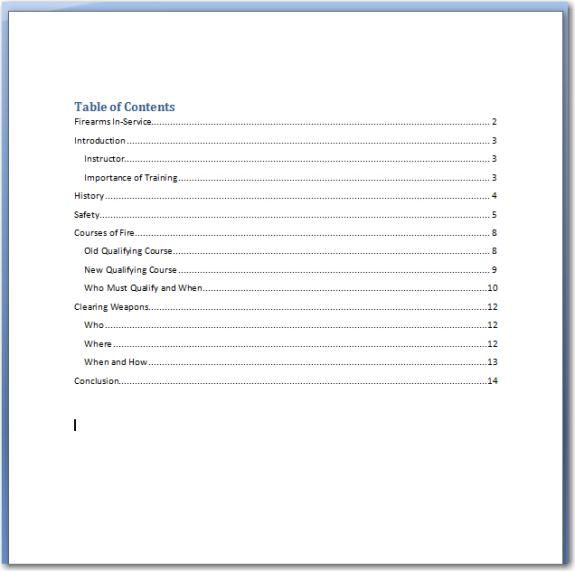 Table of Contents
Firearms In-Service............................................................ 2
Introduction............................................................ 3
Instructor............................................................ 3
Importance of Training............................................................ 3
History............................................................ 4
Safety............................................................ 5
Courses of Fire............................................................ 8
Old Qualifying Course............................................................ 8
New Qualifying Course............................................................ 9
Who Must Qualify and When............................................................10
Clearing Weapons............................................................12
Who............................................................12
Where............................................................12
When and How............................................................13
Conclusion............................................................14